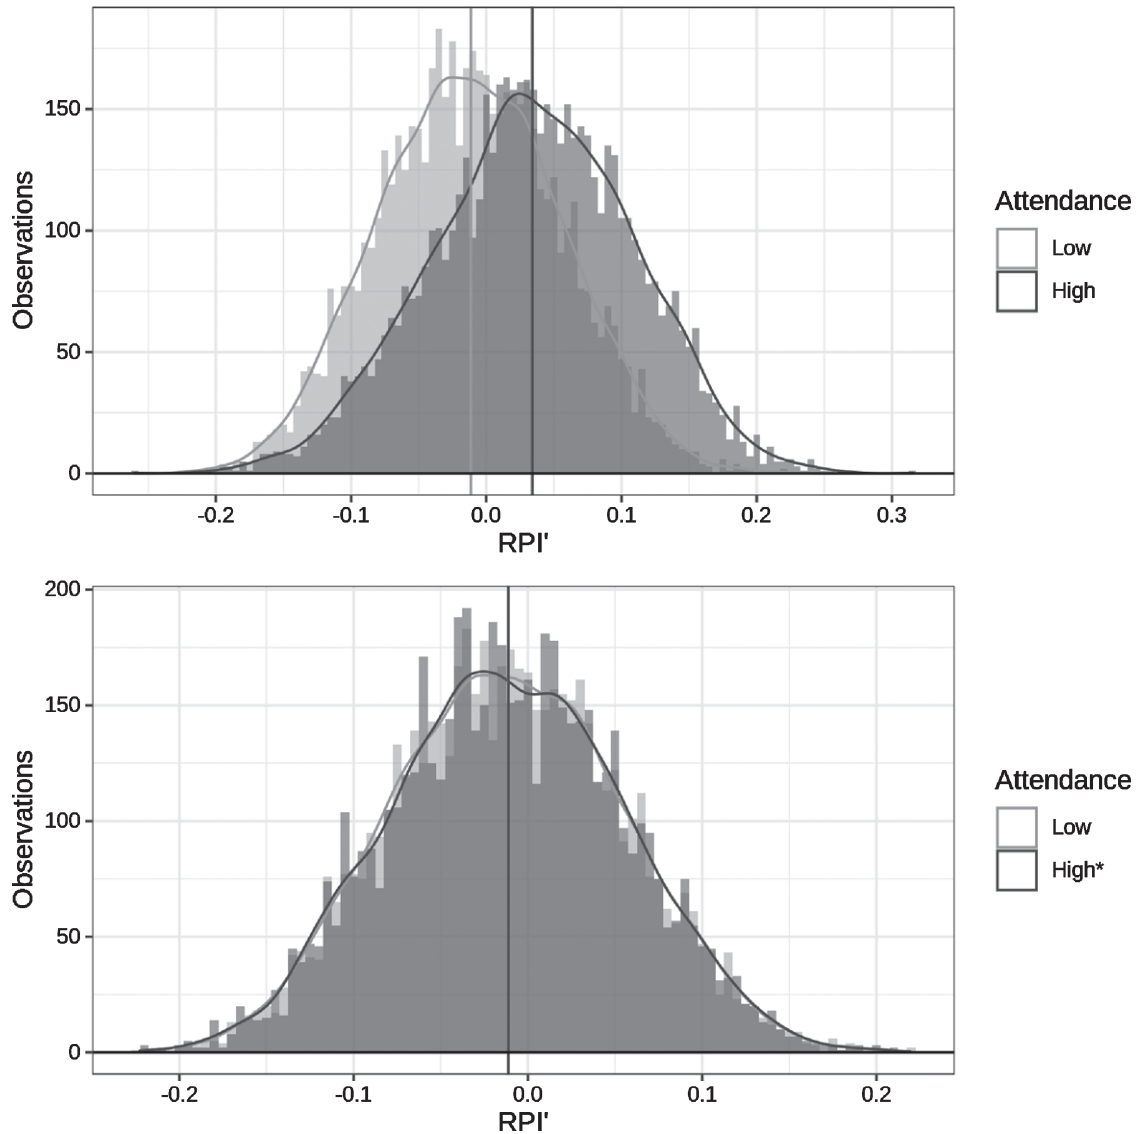 150
100
50
0
Observations
-0.2 -0.1 0.0 0.1 0.2 0.3
RPI'
Attendance
Low
High
200
150
100
50
0
Observations
-0.2 -0.1 0.0 0.1 0.2
RPI'
Attendance
Low
High*